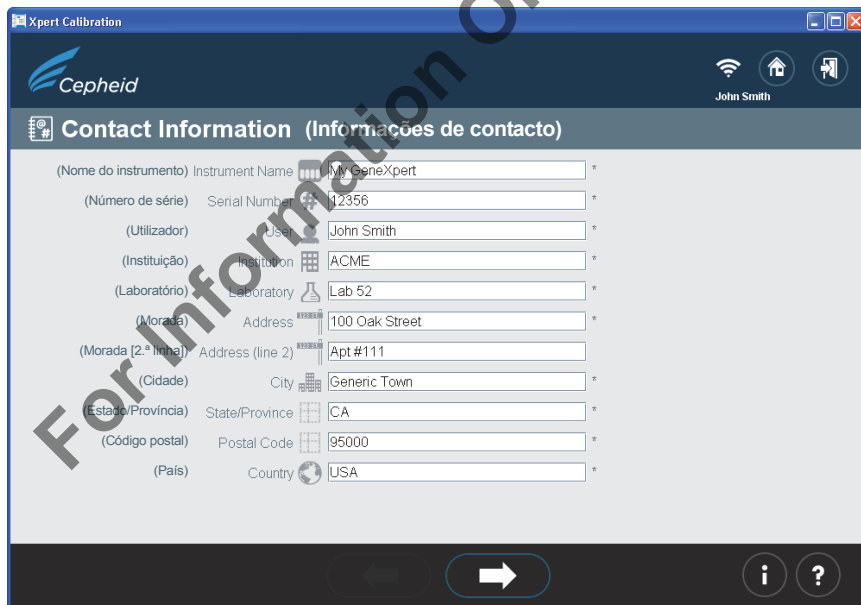 Xpert Calibration
Cepheid
John Smith
Contact Information (Informações de contacto)
(Nome do instrumento) Instrument Name My GeneXpert *
(Número de série) Serial Number # 12356 *
(Utilizador) User John Smith *
(Instituição) Institution ACME *
(Laboratório) Laboratory Lab 52 *
(Morada) Address 100 Oak Street *
(Morada [2.ª linha]) Address (line 2) Apt #111
(Cidade) City Generic Town *
(Estado/Província) State/Province CA *
(Código postal) Postal Code 95000 *
(País) Country USA *
i ?
For Information